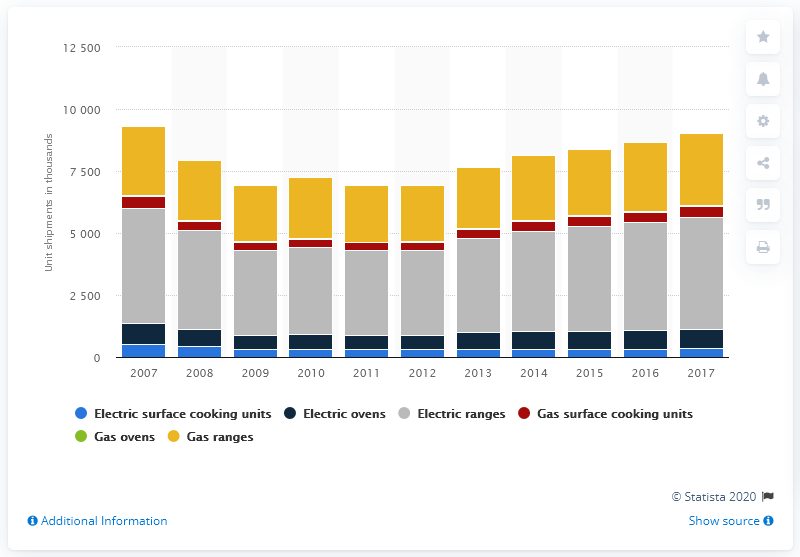 12 500
10 000
7 500
5 000
2 500
0
Unit shipments in thousands
2007 2008 2009 2010 2011 2012 2013 2014 2015 2016 2017
Electric surface cooking units Electric ovens Electric ranges Gas surface cooking units
Gas ovens Gas ranges
© Statista 2020
Additional Information Show source